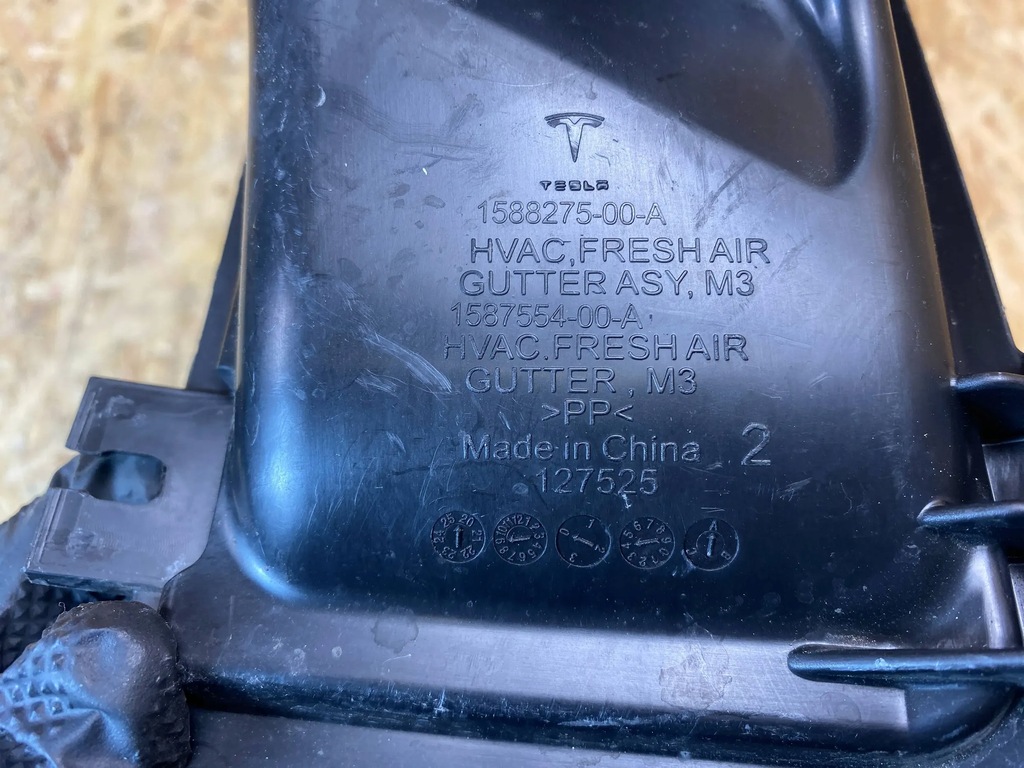 TESLA
1588275-00-A
HVAC, FRESH AIR
GUTTER ASY, M3
1587554-00-A
HVAC, FRESH AIR
GUTTER , M3
>PP<
Made in China 2
127525